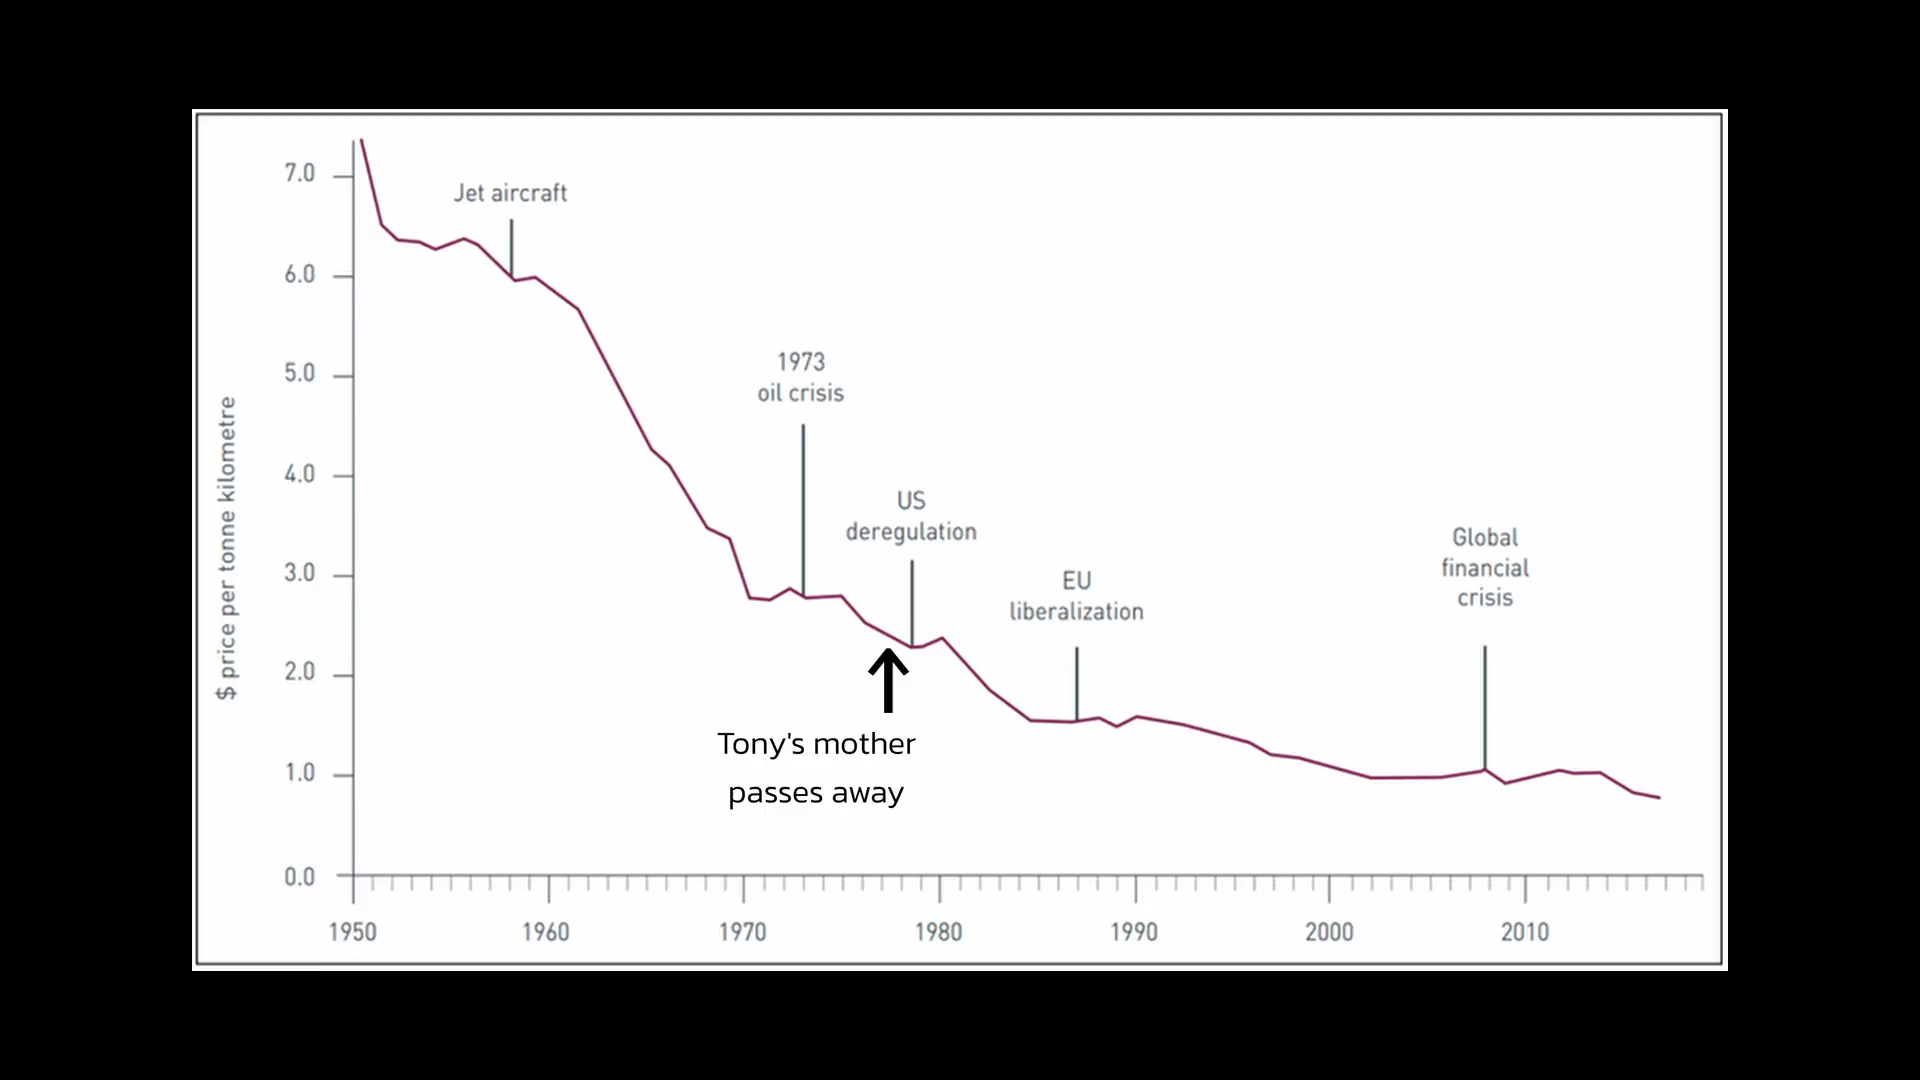 7.0
6.0
5.0
4.0
3.0
2.0
1.0
0.0
$ price per tonne kilometre
Jet aircraft
1973
oil crisis
US
deregulation
EU
liberalization
Global
financial
crisis
Tony's mother
passes away
1950 1960 1970 1980 1990 2000 2010